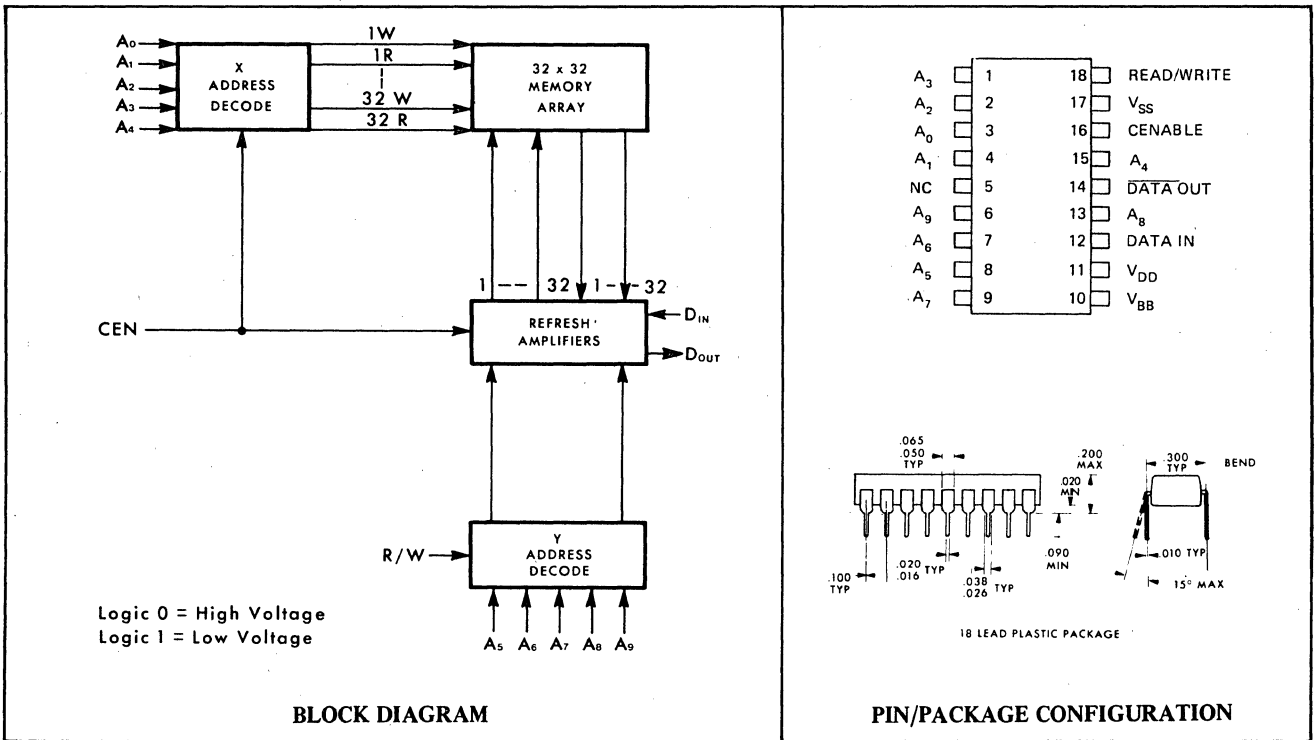 A0
A1
A2
A3
A4
X
ADDRESS
DECODE
1W
1R
32 W
32 R
32 x 32
MEMORY
ARRAY
1 -- 32
1 -- 32
CEN
REFRESH
AMPLIFIERS
DIN
DOUT
R/W
Y
ADDRESS
DECODE
A5 A6 A7 A8 A9
Logic 0 = High Voltage
Logic 1 = Low Voltage
BLOCK DIAGRAM
A3 1 18 READ/WRITE
A2 2 17 VSS
A0 3 16 CENABLE
A1 4 15 A4
NC 5 14 DATA OUT
A9 6 13 A8
A6 7 12 DATA IN
A5 8 11 VDD
A7 9 10 VBB
.065
.050
TYP
.200
MAX
.020
MIN
.300
TYP
BEND
.100
TYP
.020
.016
TYP
.038
.026
TYP
.090
MIN
.010 TYP
15° MAX
18 LEAD PLASTIC PACKAGE
PIN/PACKAGE CONFIGURATION